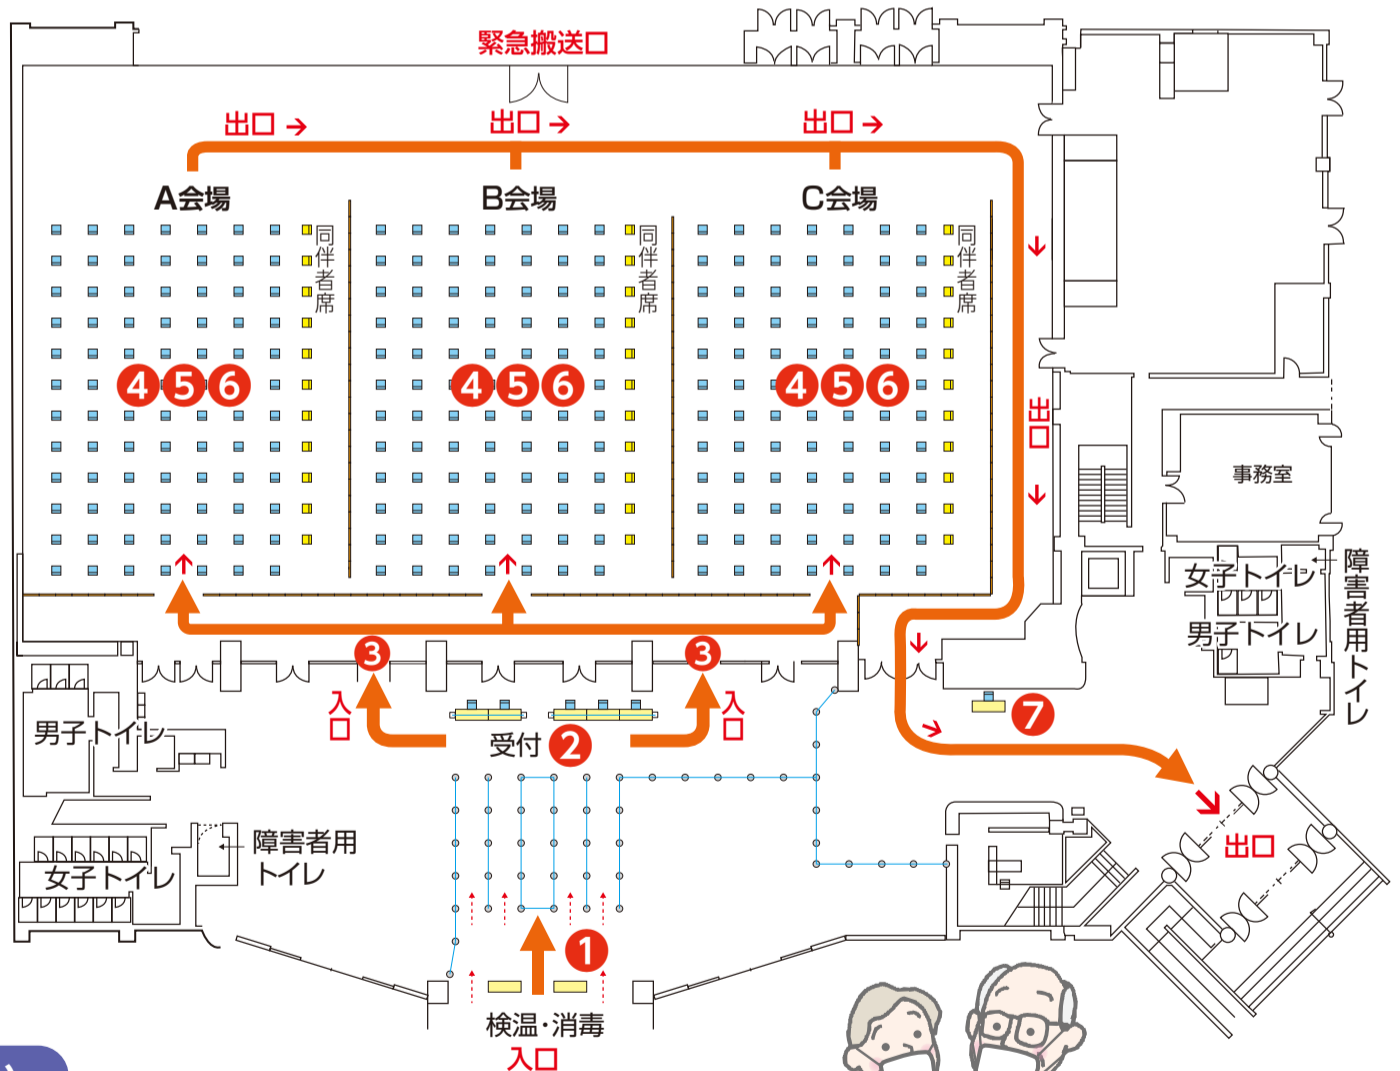 緊急搬送口
出口→ 出口→ 出口→
A会場 B会場 C会場
同伴者席 同伴者席 同伴者席
4 5 6 4 5 6 4 5 6
出口
事務室
女子トイレ
障害者用トイレ
男子トイレ
3 3
入口 入口
受付 2
7
男子トイレ
障害者用
トイレ
女子トイレ
出口
1
検温・消毒
入口